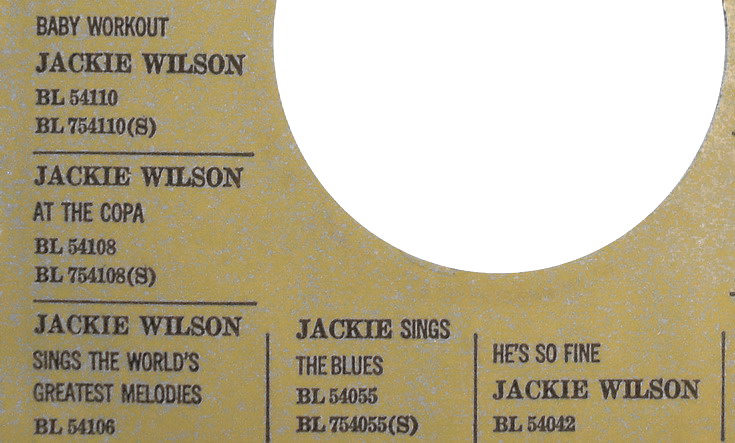 BABY WORKOUT
JACKIE WILSON
BL 54110
BL 754110(S)
JACKIE WILSON
AT THE COPA
BL 54108
BL 754108(S)
JACKIE WILSON
SINGS THE WORLD'S
GREATEST MELODIES
BL 54106
JACKIE SINGS
THE BLUES
BL 54055
BL 754055(S)
HE'S SO FINE
JACKIE WILSON
BL 54042